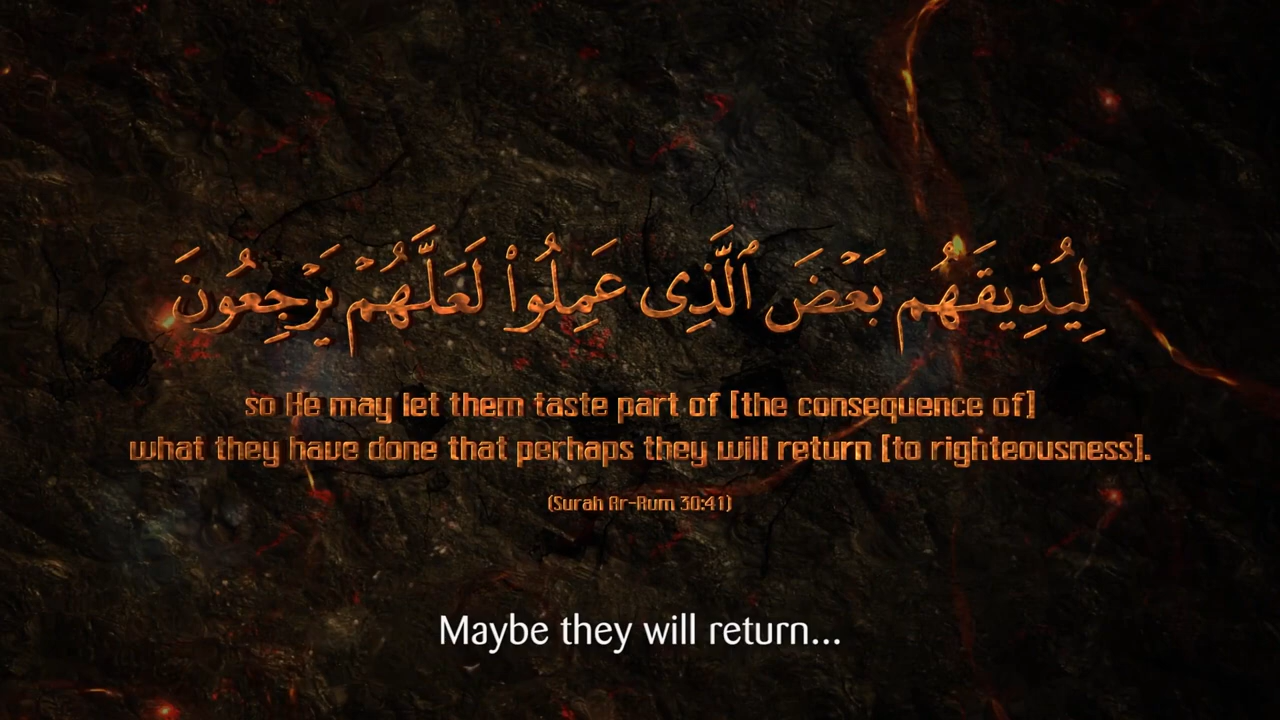 لِيُذِيقَهُم بَعْضَ ٱلَّذِى عَمِلُوا۟ لَعَلَّهُمْ يَرْجِعُونَ
so He may let them taste part of [the consequence of]
what they have done that perhaps they will return [to righteousness].
(Surah Ar-Rum 30:41)
Maybe they will return...